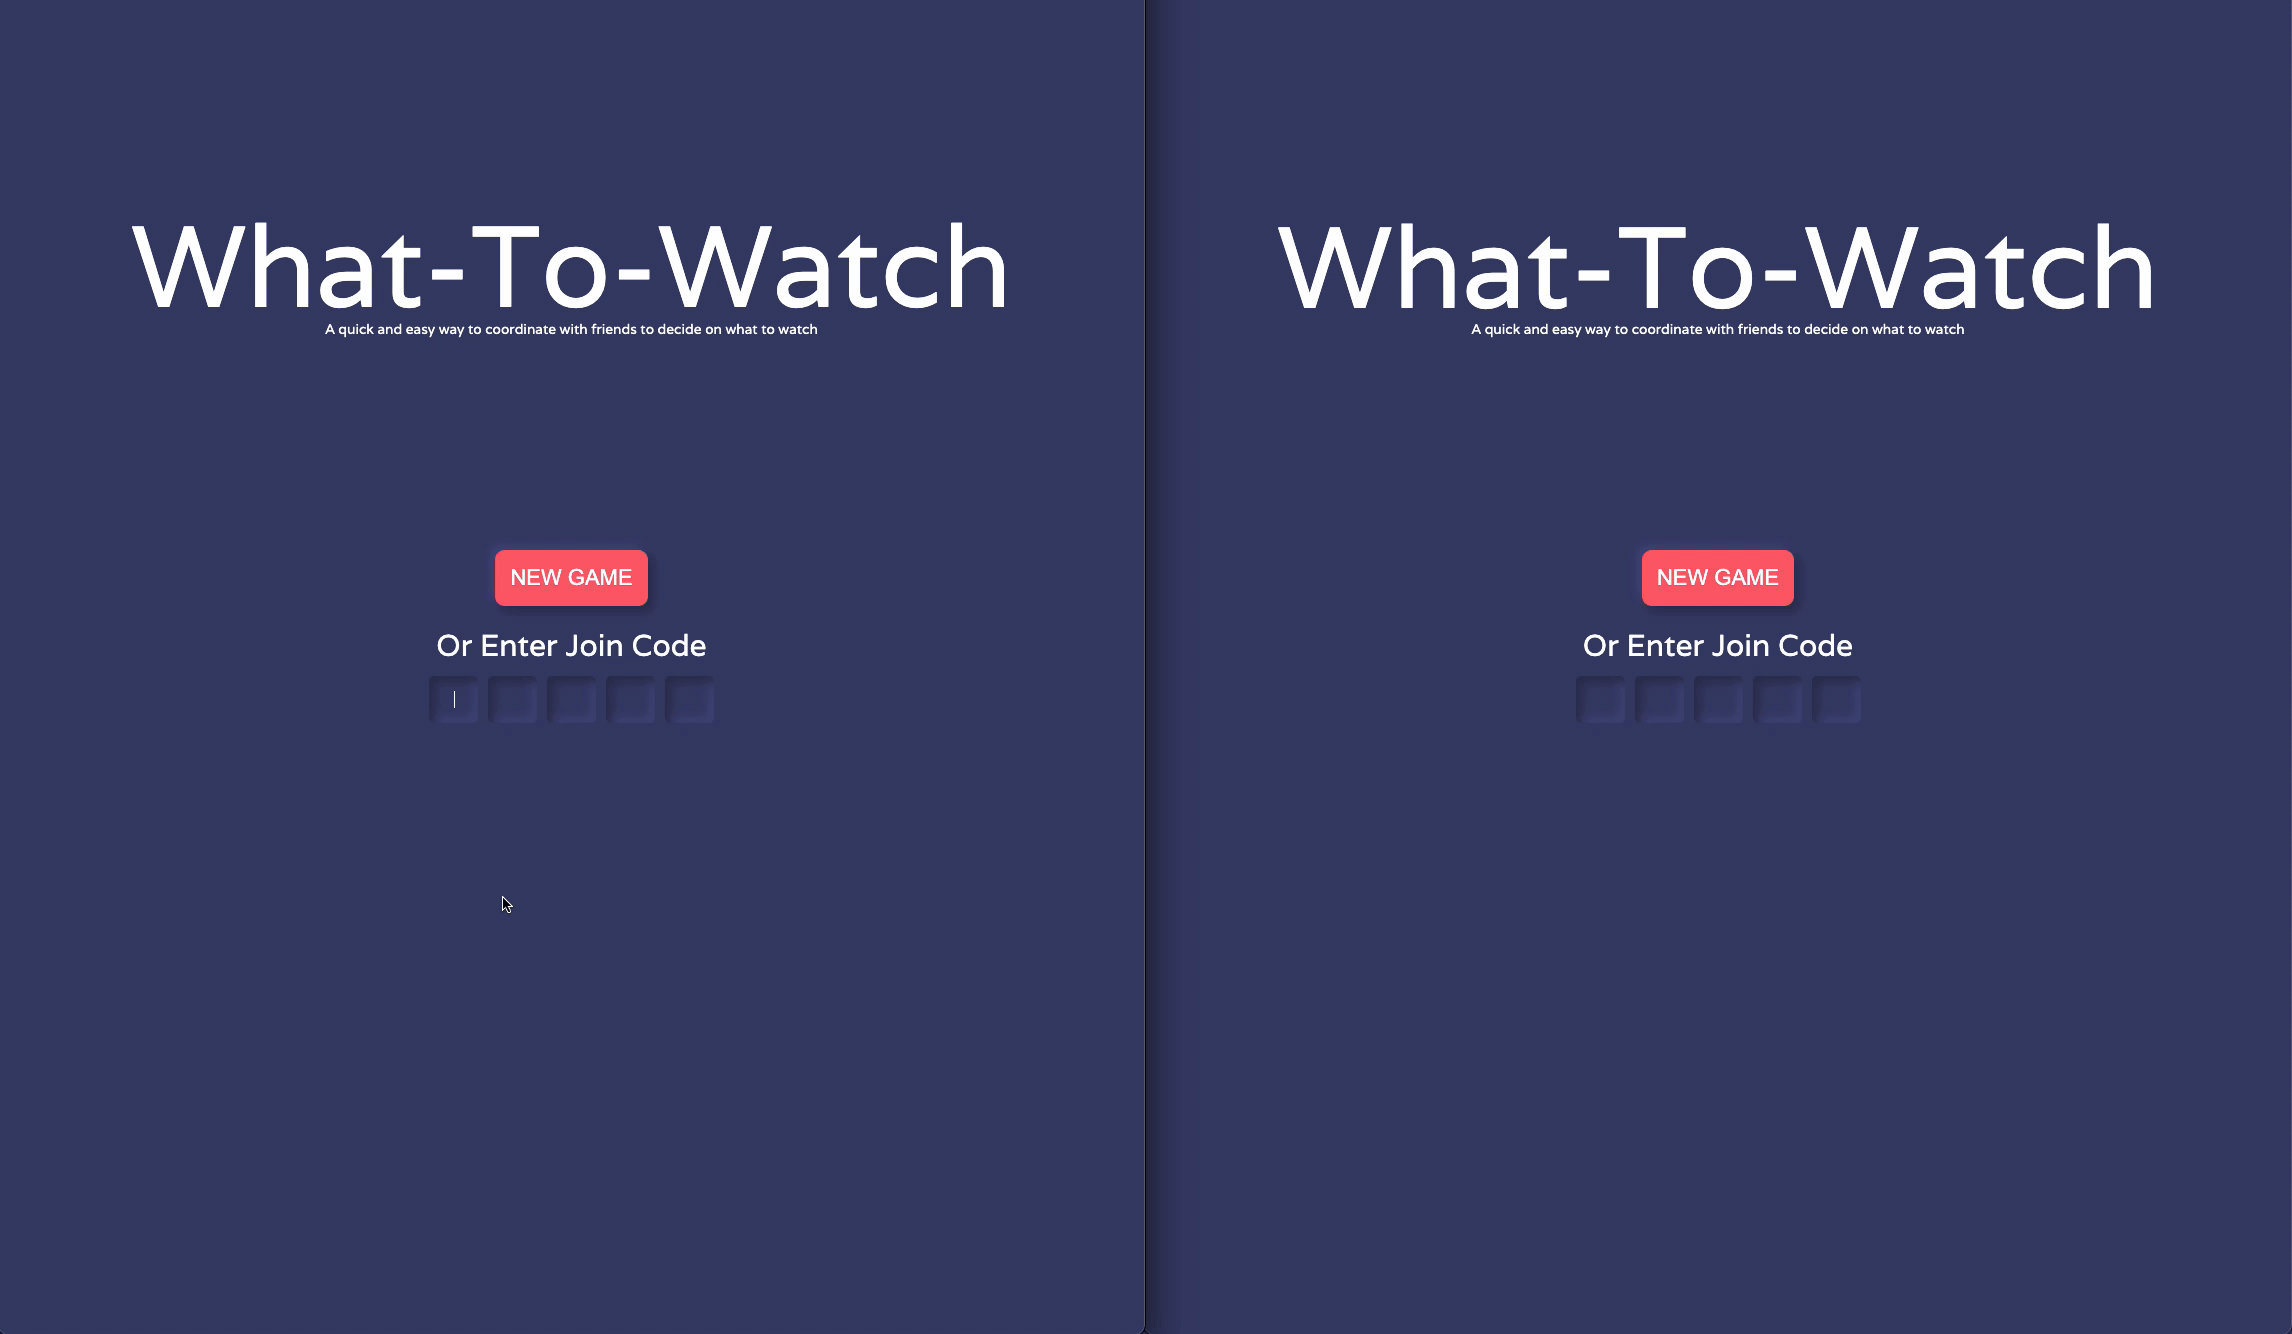 What-To-Watch
A quick and easy way to coordinate with friends to decide on what to watch
NEW GAME
Or Enter Join Code
What-To-Watch
A quick and easy way to coordinate with friends to decide on what to watch
NEW GAME
Or Enter Join Code